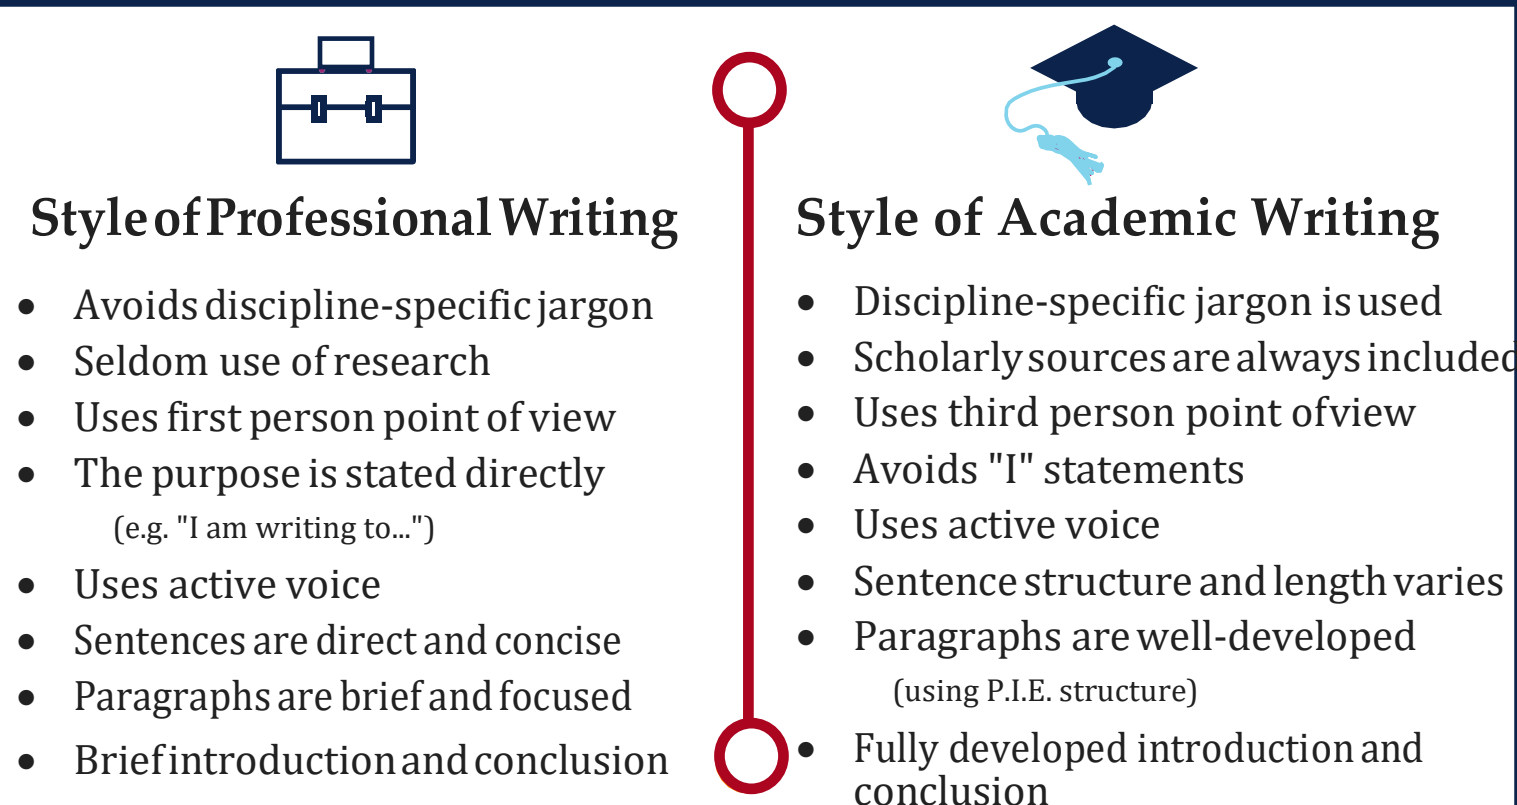 Style of Professional Writing
• Avoids discipline-specific jargon
• Seldom use of research
• Uses first person point of view
• The purpose is stated directly
(e.g. "I am writing to...")
• Uses active voice
• Sentences are direct and concise
• Paragraphs are brief and focused
• Brief introduction and conclusion
Style of Academic Writing
• Discipline-specific jargon is used
• Scholarly sources are always included
• Uses third person point of view
• Avoids "I" statements
• Uses active voice
• Sentence structure and length varies
• Paragraphs are well-developed
(using P.I.E. structure)
• Fully developed introduction and
conclusion